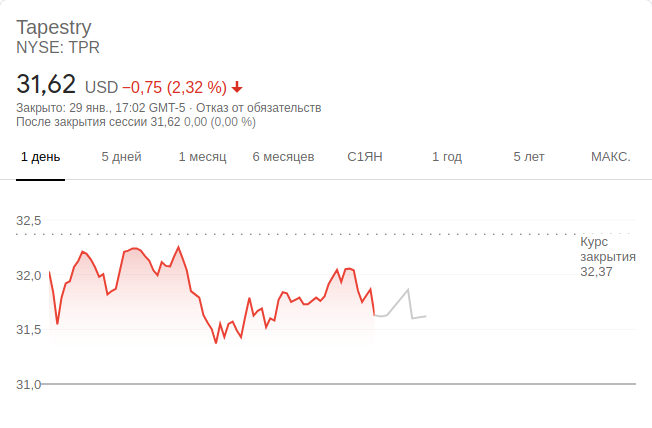 Tapestry
NYSE: TPR
31,62 USD −0,75 (2,32 %)
Закрыто: 29 янв., 17:02 GMT-5 · Отказ от обязательств
После закрытия сессии 31,62 0,00 (0,00 %)
1 день 5 дней 1 месяц 6 месяцев С1ЯН 1 год 5 лет МАКС.
32,5
Курс
закрытия
32,37
32,0
31,5
31,0